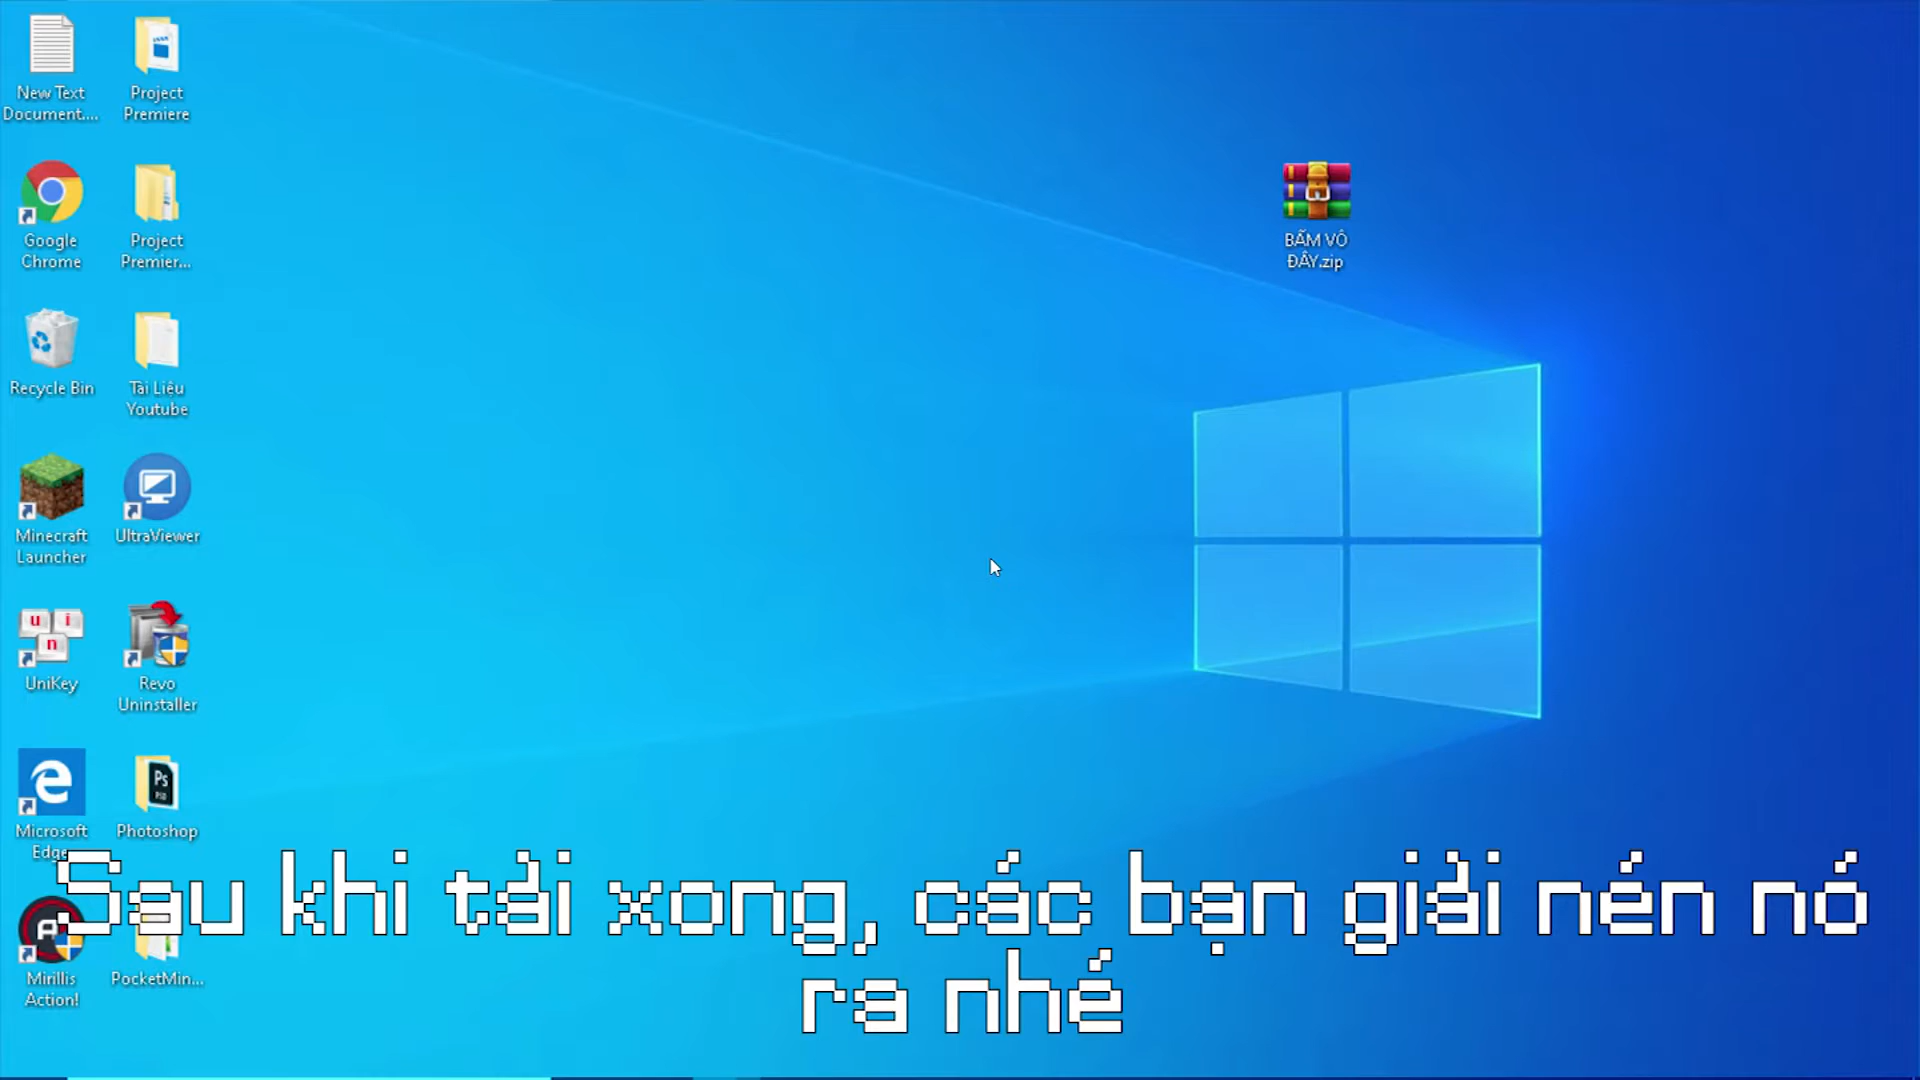 New Text
Document....
Project
Premiere
Google
Chrome
Project
Premier...
BẤM VÔ
ĐÂY.zip
Recycle Bin
Tài Liệu
Youtube
Minecraft
Launcher
UltraViewer
u i
n
UniKey
Revo
Uninstaller
Microsoft
Edge
Ps
PSD
Photoshop
Mirillis
Action!
PocketMin...
Sau khi tải xong, các bạn giải nén nó
ra nhé